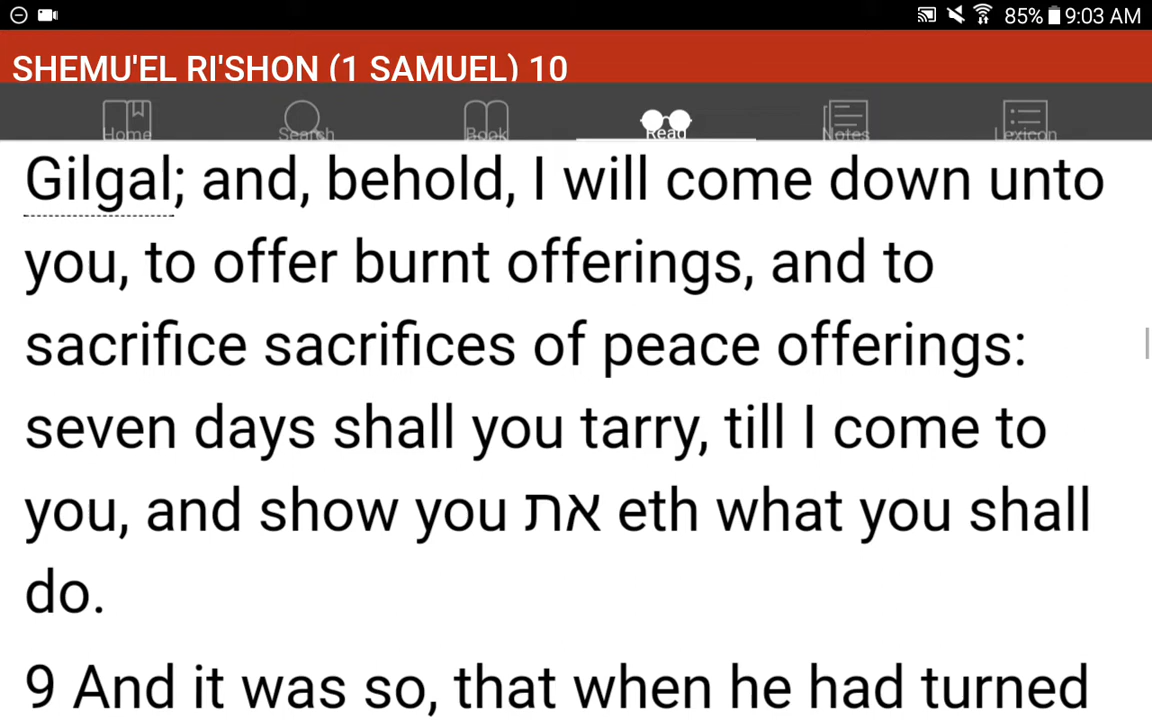 85% 9:03 AM
SHEMU'EL RI'SHON (1 SAMUEL) 10
Home Search Book Read Notes Lexicon
Gilgal; and, behold, I will come down unto
you, to offer burnt offerings, and to
sacrifice sacrifices of peace offerings:
seven days shall you tarry, till I come to
you, and show you את eth what you shall
do.
9 And it was so, that when he had turned